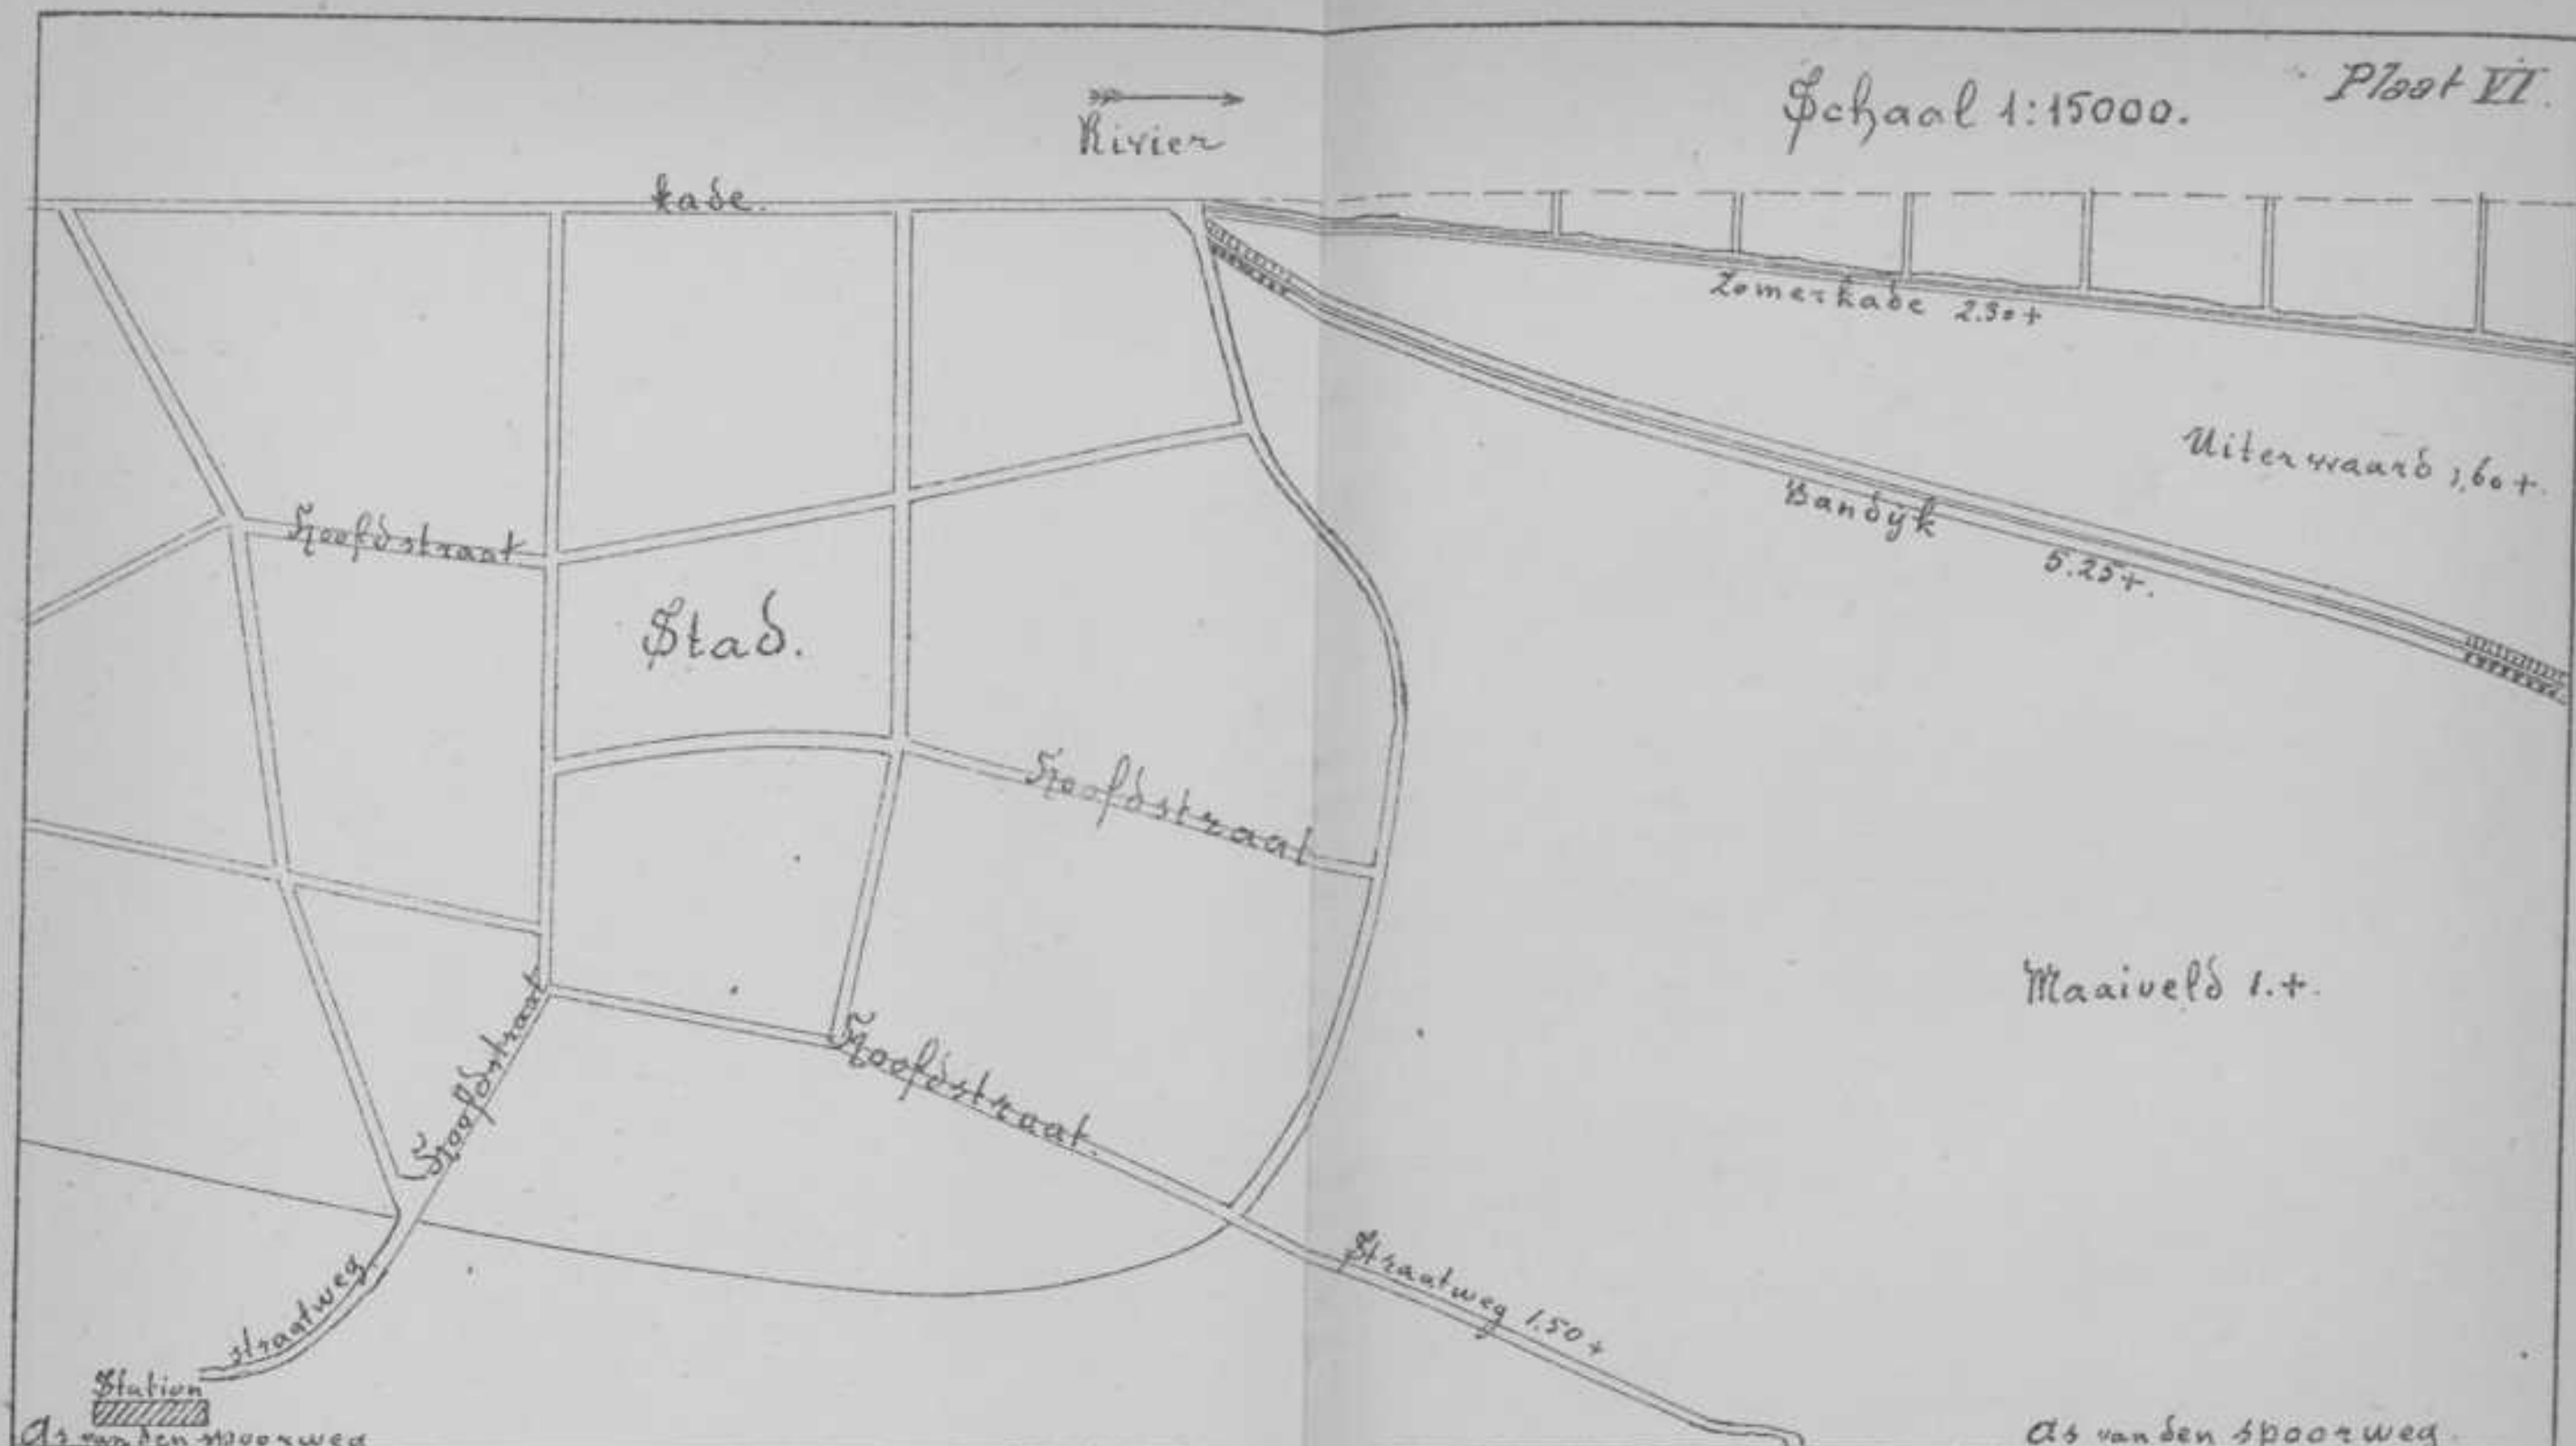 Plaat VI.
Schaal 1:15000.
Rivier
kade.
Zomerkade 2.30+
Uiterwaard 1,60+.
Bandÿk 5.25+.
Hoofdstraat
Stad.
Hoofdstraat
Maaiveld 1.+.
Hoofdstraat
Hoofdstraat.
Straatweg 1.50+
straatweg.
Station
As van den spoorweg
As van den spoorweg.